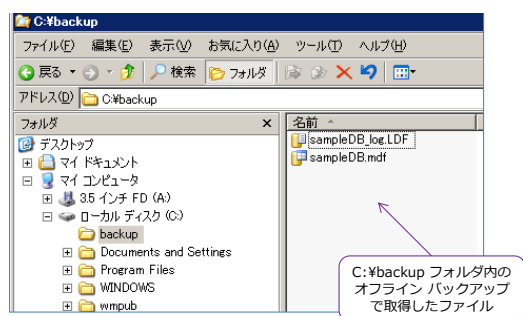 C:¥backup
ファイル(F) 編集(E) 表示(V) お気に入り(A) ツール(T) ヘルプ(H)
戻る 検索 フォルダ
アドレス(D) C:¥backup
フォルダ × 名前
デスクトップ
マイ ドキュメント
マイ コンピュータ
3.5 インチ FD (A:)
ローカル ディスク (C:)
backup
Documents and Settings
Program Files
WINDOWS
wmpub
sampleDB_log.LDF
sampleDB.mdf
C:¥backup フォルダ内の
オフライン バックアップ
で取得したファイル